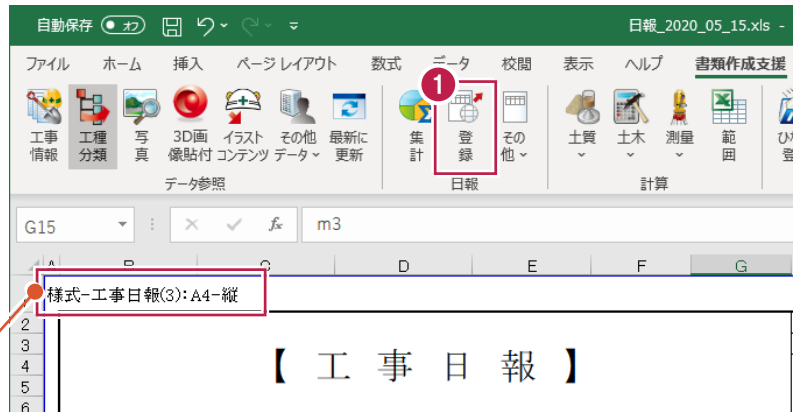 自動保存 オフ 日報_2020_05_15.xls -
ファイル ホーム 挿入 ページ レイアウト 数式 データ 校閲 表示 ヘルプ 書類作成支援
1
工事情報 工種分類 写真 3D画像貼付 イラストコンテンツ その他データ 最新に更新 集計 登録 その他 土質 土木 測量 範囲
データ参照 日報 計算
G15 fx m3
A B C D E F G
様式-工事日報(3):A4-縦
2
3
【 工 事 日 報 】
4
5
6